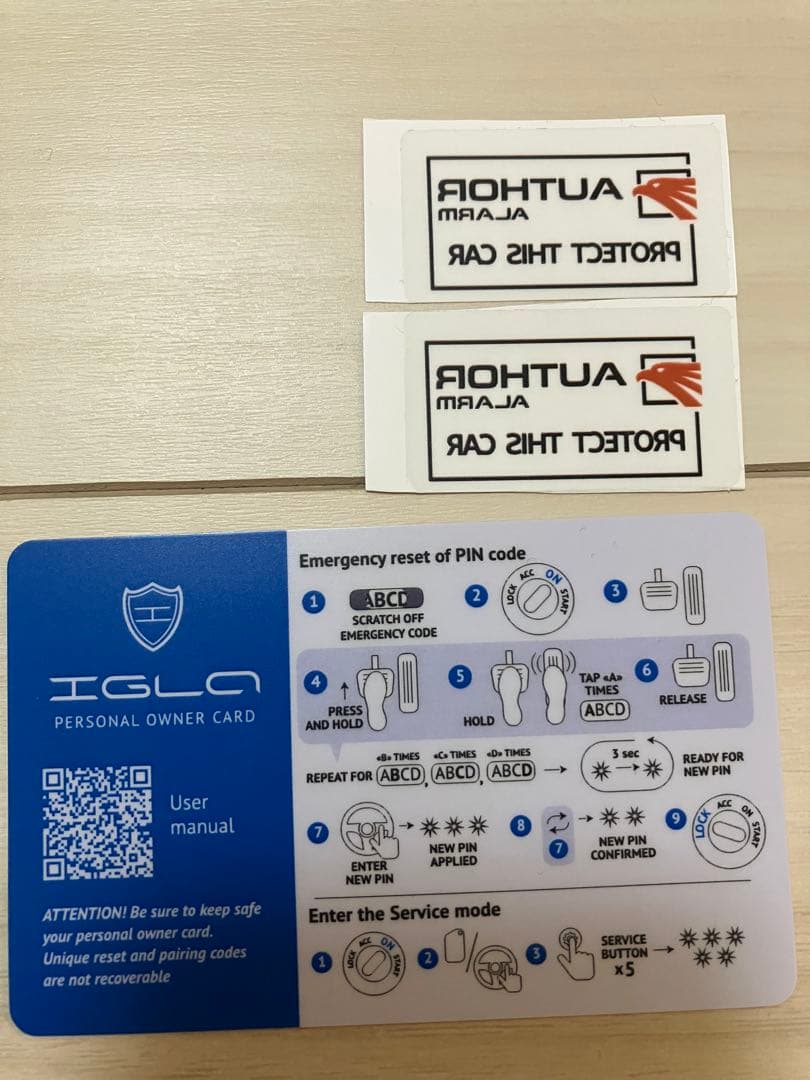 AUTHOR
ALARM
PROTECT THIS CAR
AUTHOR
ALARM
PROTECT THIS CAR
IGLA
PERSONAL OWNER CARD
User
manual
ATTENTION! Be sure to keep safe
your personal owner card.
Unique reset and pairing codes
are not recoverable
Emergency reset of PIN code
1
ABCD
SCRATCH OFF
EMERGENCY CODE
2
LOCK ACC ON START
3
4
PRESS
AND HOLD
5
HOLD
TAP «A»
TIMES
ABCD
6
RELEASE
REPEAT FOR
«B» TIMES
ABCD,
«C» TIMES
ABCD,
«D» TIMES
ABCD
3 sec
READY FOR
NEW PIN
7
ENTER
NEW PIN
NEW PIN
APPLIED
8
7
NEW PIN
CONFIRMED
9
LOCK ACC ON START
Enter the Service mode
1
LOCK ACC ON START
2
3
SERVICE
BUTTON
x5